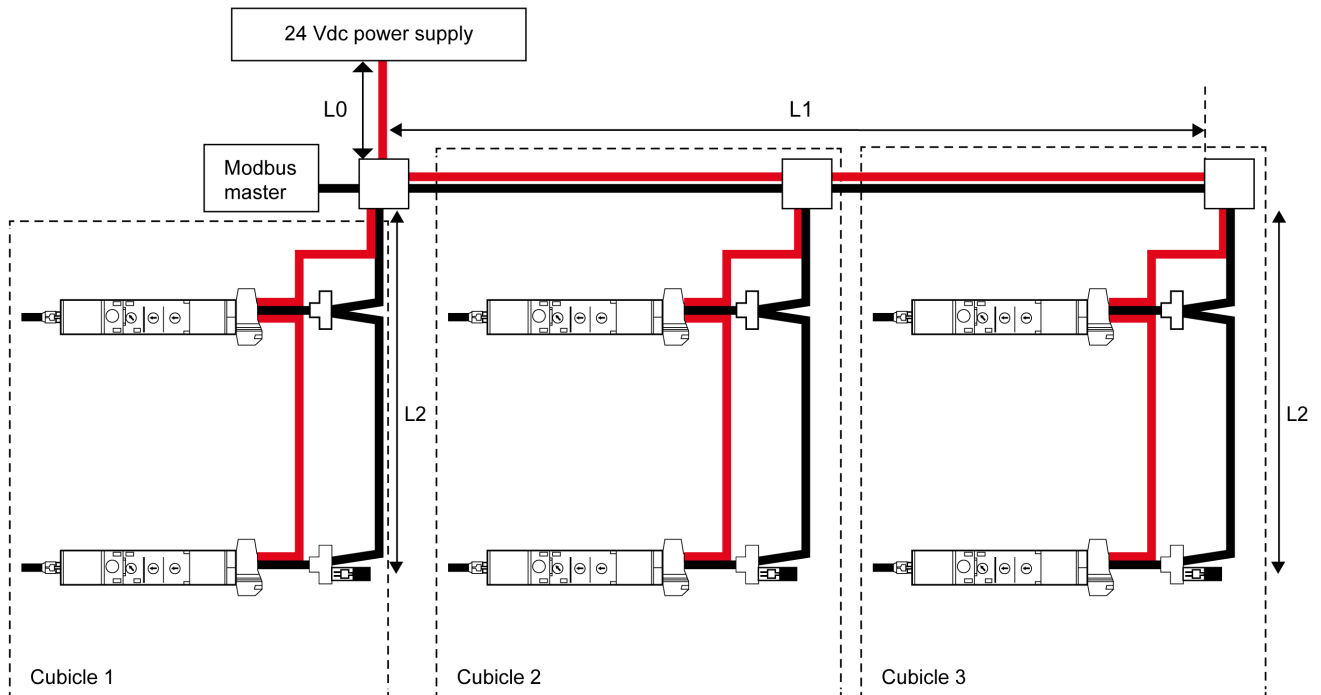 24 Vdc power supply
L0
L1
Modbus
master
L2
L2
Cubicle 1
Cubicle 2
Cubicle 3